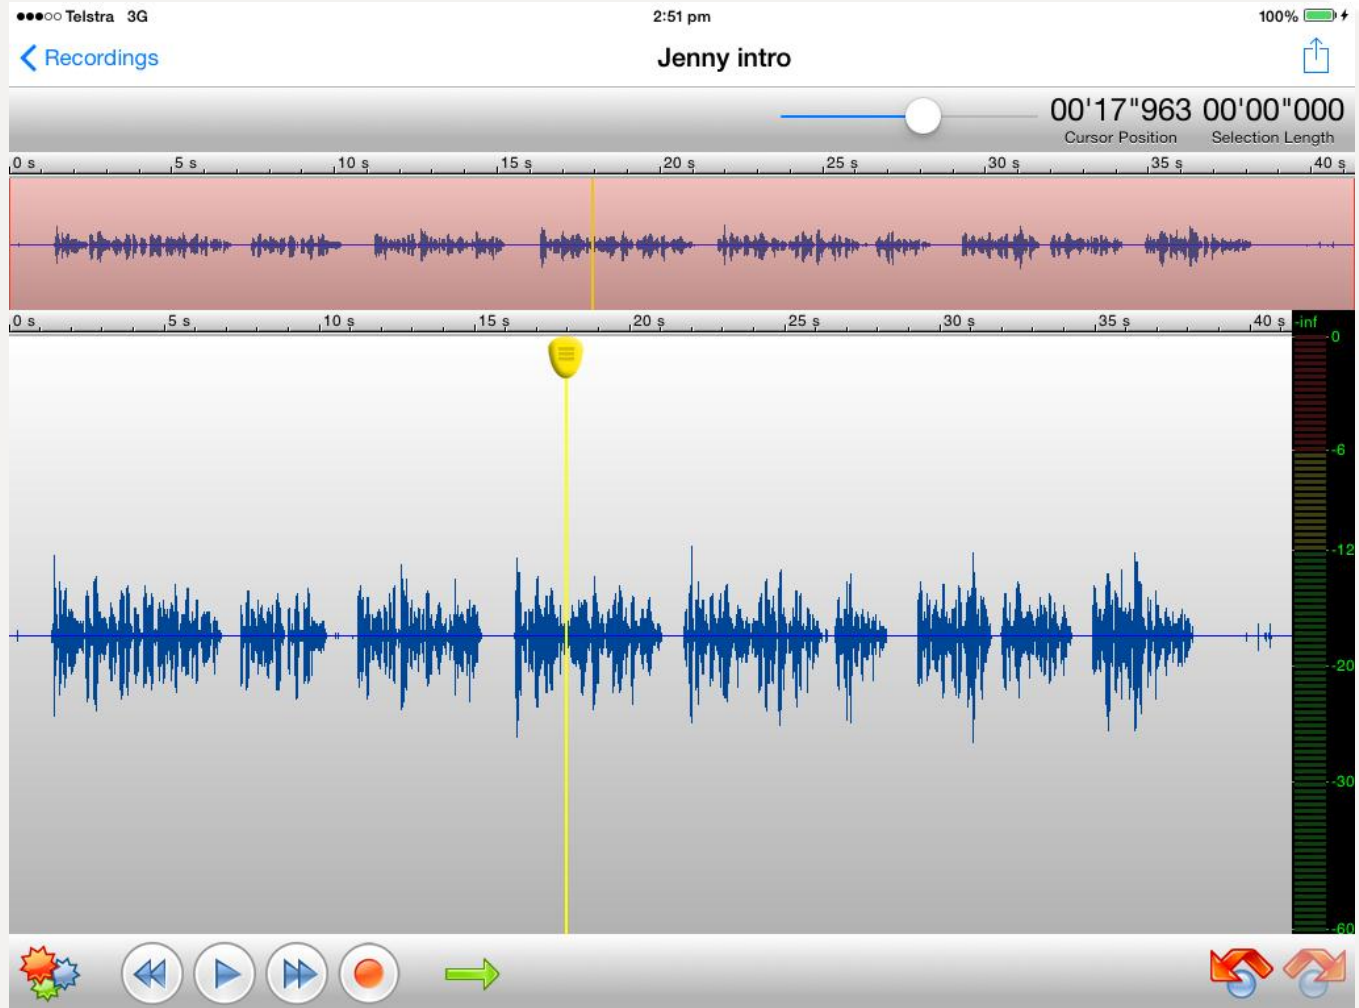 Telstra 3G 2:51 pm 100%
Recordings Jenny intro
00'17"963 00'00"000
Cursor Position Selection Length
0 s 5 s 10 s 15 s 20 s 25 s 30 s 35 s 40 s
0 s 5 s 10 s 15 s 20 s 25 s 30 s 35 s 40 s -inf
0
-6
-12
-20
-30
-60